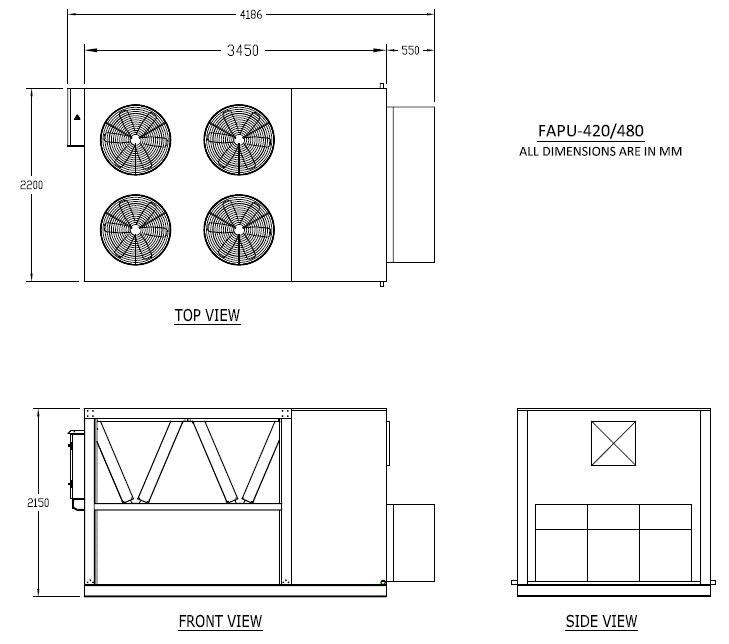 4186
3450
550
FAPU-420/480
ALL DIMENSIONS ARE IN MM
2200
TOP VIEW
2150
FRONT VIEW
SIDE VIEW